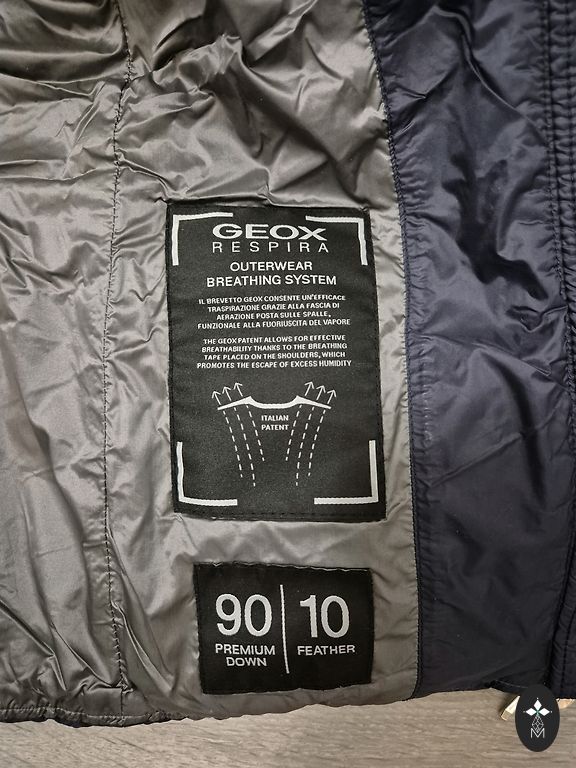 GEOX
RESPIRA
OUTERWEAR
BREATHING SYSTEM
IL BREVETTO GEOX CONSENTE UN'EFFICACE
TRASPIRAZIONE GRAZIE ALLA FASCIA DI
AERAZIONE POSTA SULLE SPALLE,
FUNZIONALE ALLA FUORIUSCITA DEL VAPORE
THE GEOX PATENT ALLOWS FOR EFFECTIVE
BREATHABILITY THANKS TO THE BREATHING
TAPE PLACED ON THE SHOULDERS, WHICH
PROMOTES THE ESCAPE OF EXCESS HUMIDITY
ITALIAN
PATENT
90 10
PREMIUM FEATHER
DOWN
M